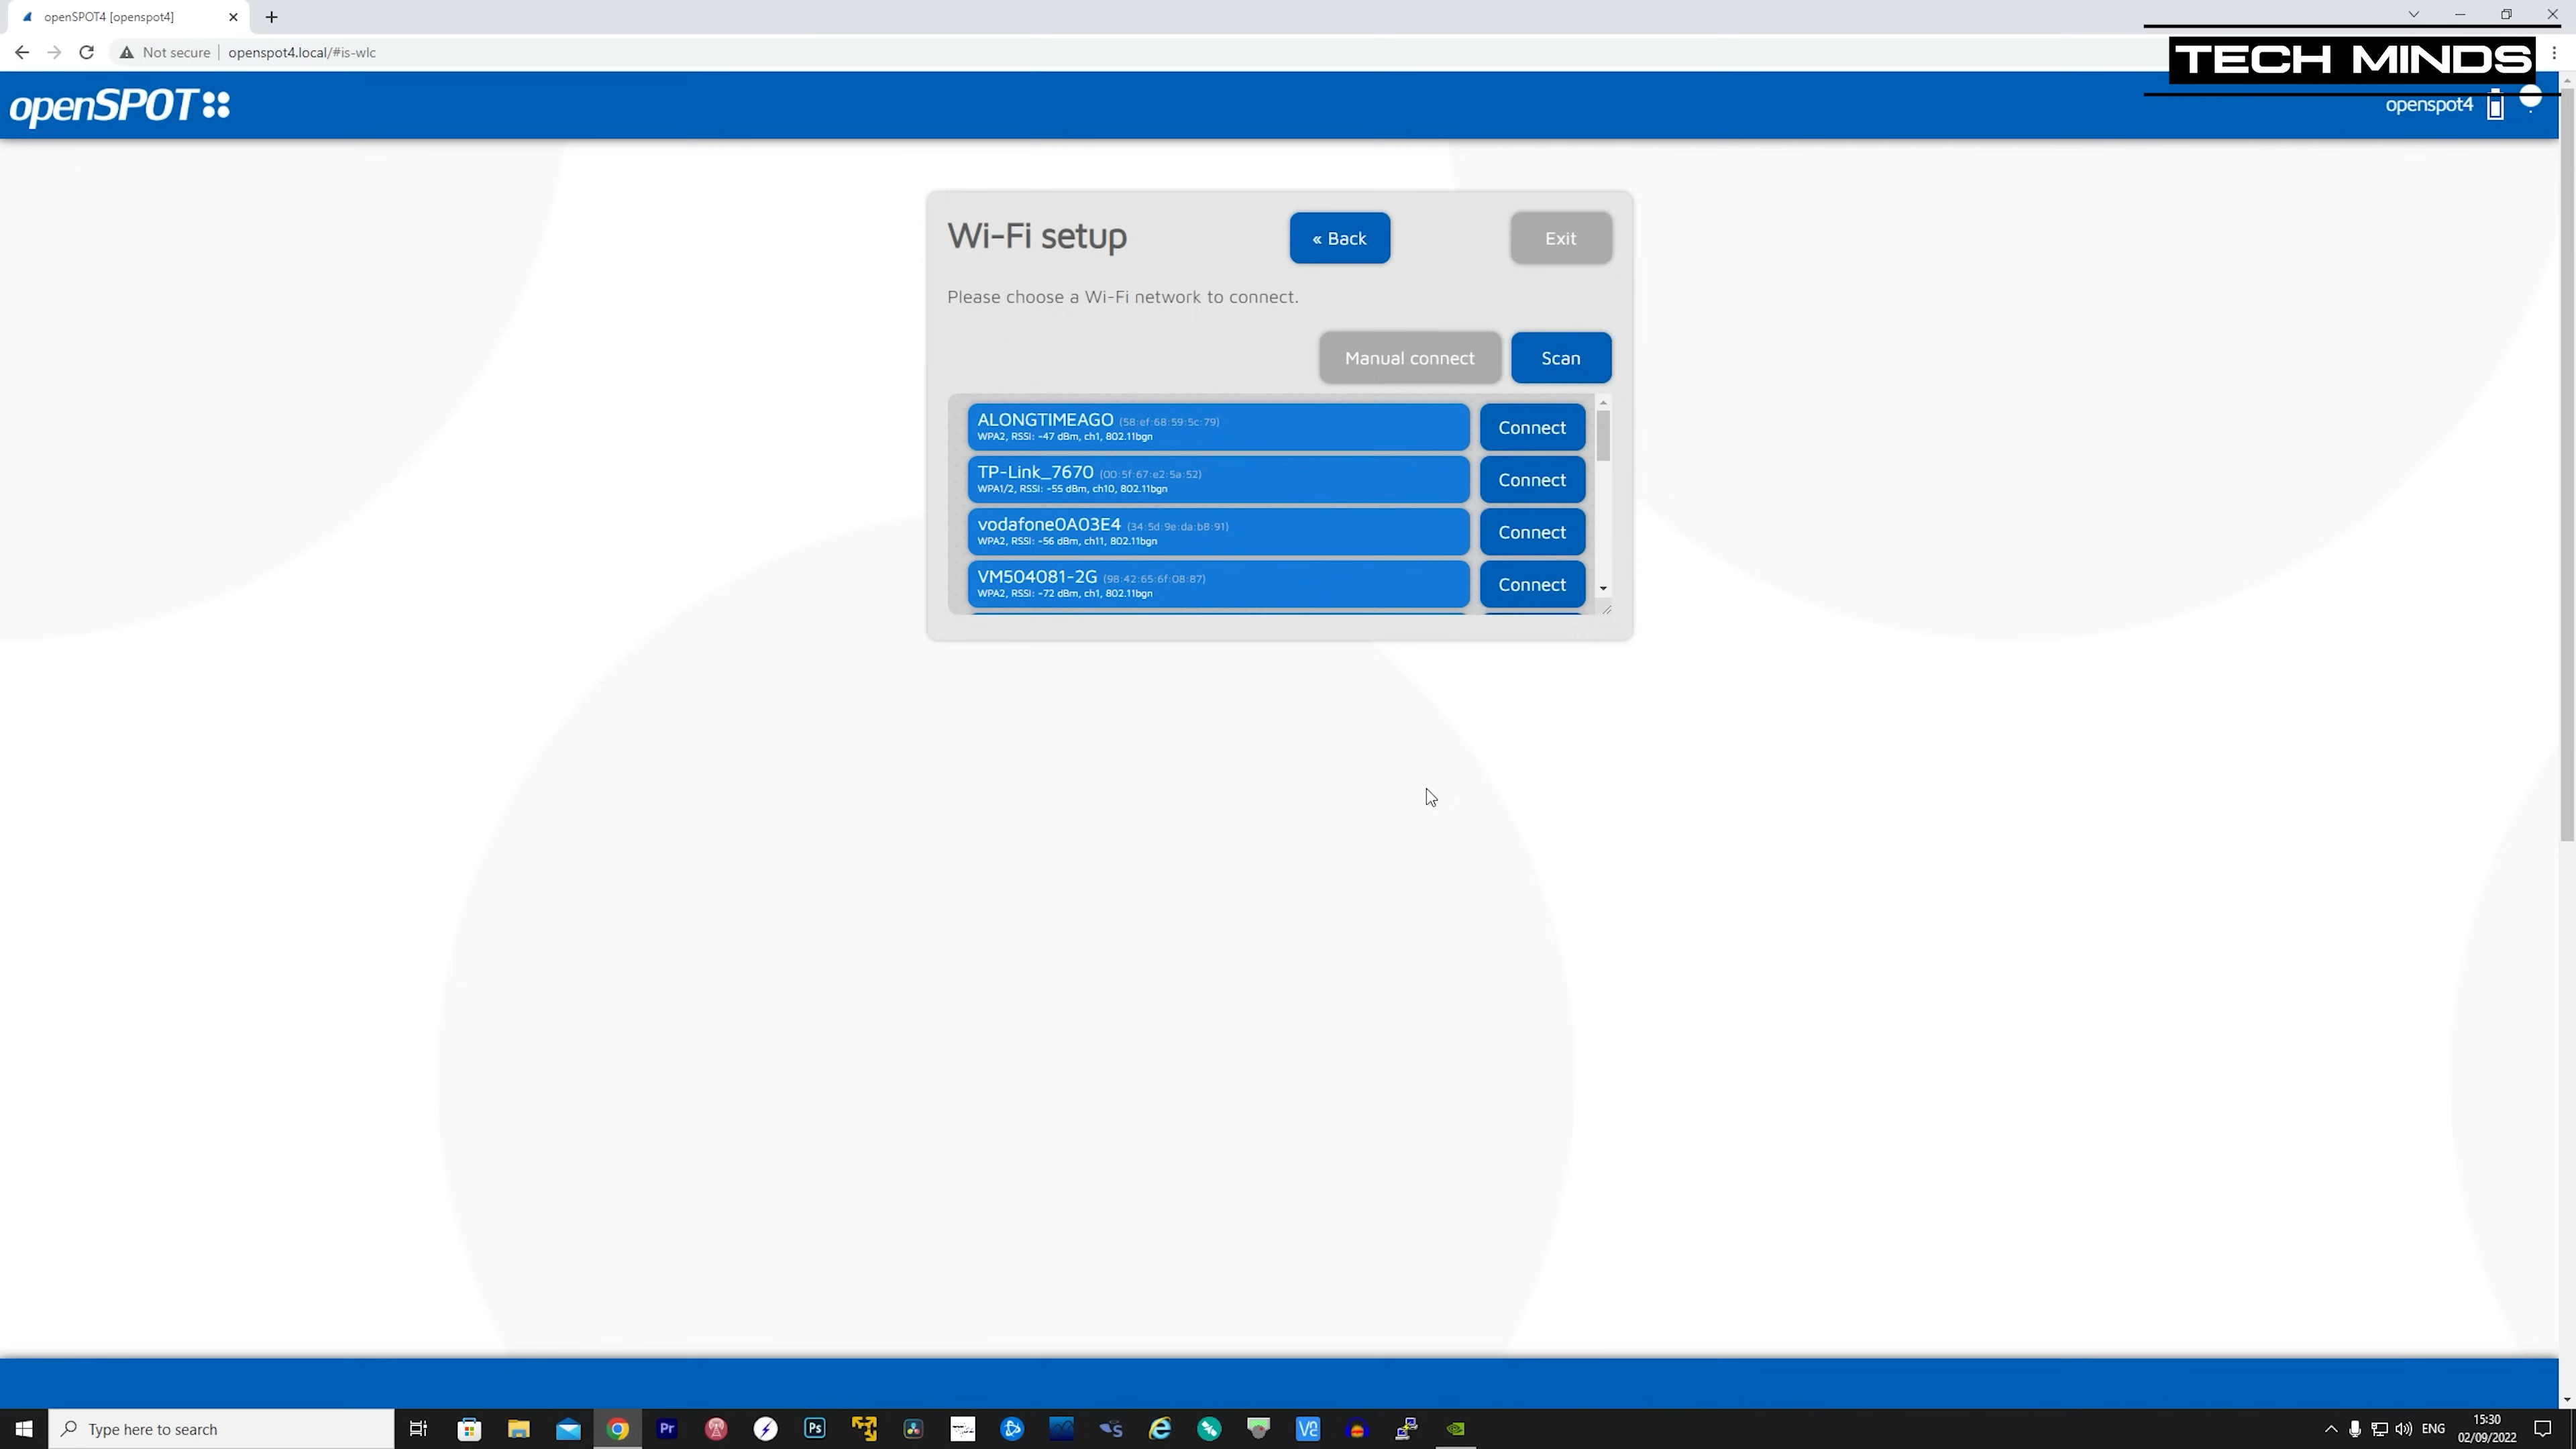 openSPOT4 [openspot4]
Not secure
openspot4.local/#is-wlc
TECH MINDS
openSPOT
openspot4
Wi-Fi setup
« Back
Exit
Please choose a Wi-Fi network to connect.
Manual connect
Scan
ALONGTIMEAGO (58:ef:68:59:5c:79)
WPA2, RSSI: -47 dBm, ch1, 802.11bgn
Connect
TP-Link_7670 (00:5f:67:e2:5a:52)
WPA1/2, RSSI: -55 dBm, ch10, 802.11bgn
Connect
vodafone0A03E4 (34:5d:9e:da:b8:91)
WPA2, RSSI: -56 dBm, ch11, 802.11bgn
Connect
VM504081-2G (98:42:65:6f:08:87)
WPA2, RSSI: -72 dBm, ch1, 802.11bgn
Connect
Type here to search
Pr
Ps
ENG
15:30
02/09/2022